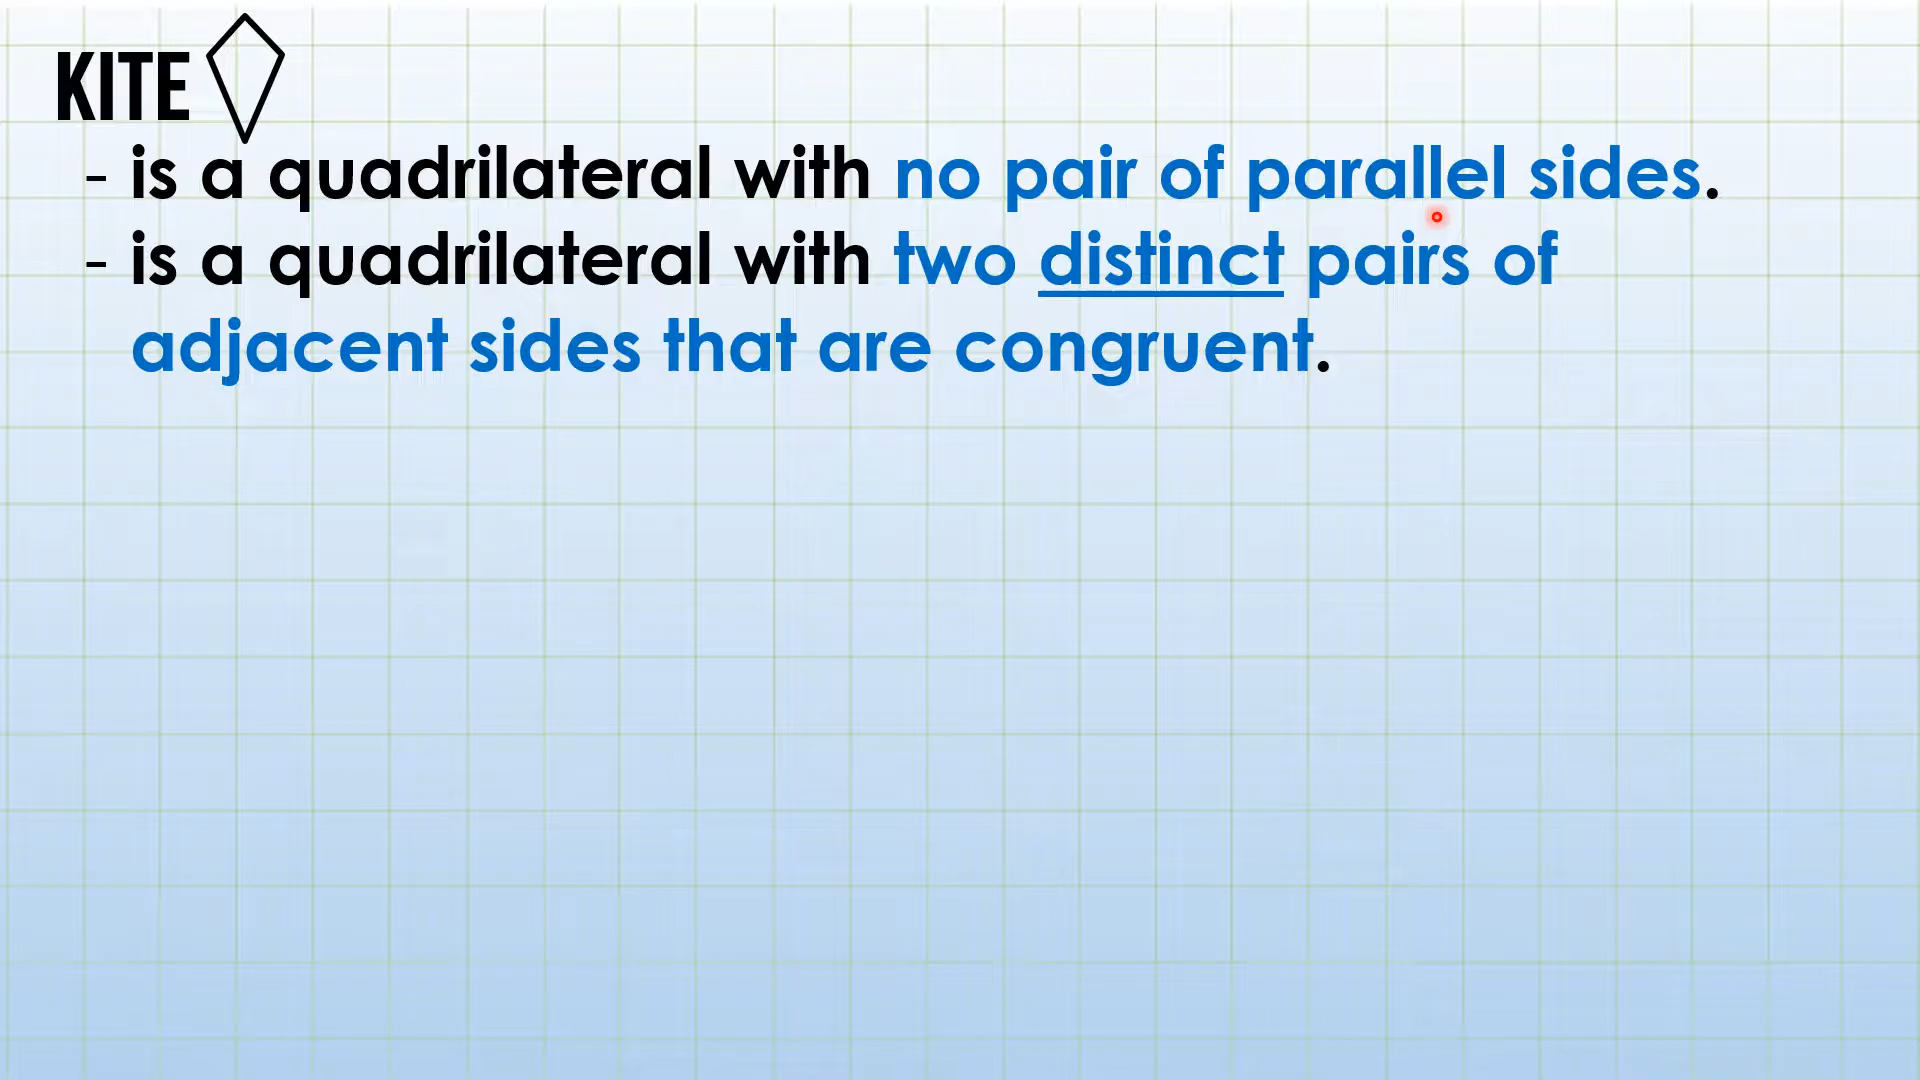 KITE
- is a quadrilateral with no pair of parallel sides.
- is a quadrilateral with two distinct pairs of
adjacent sides that are congruent.